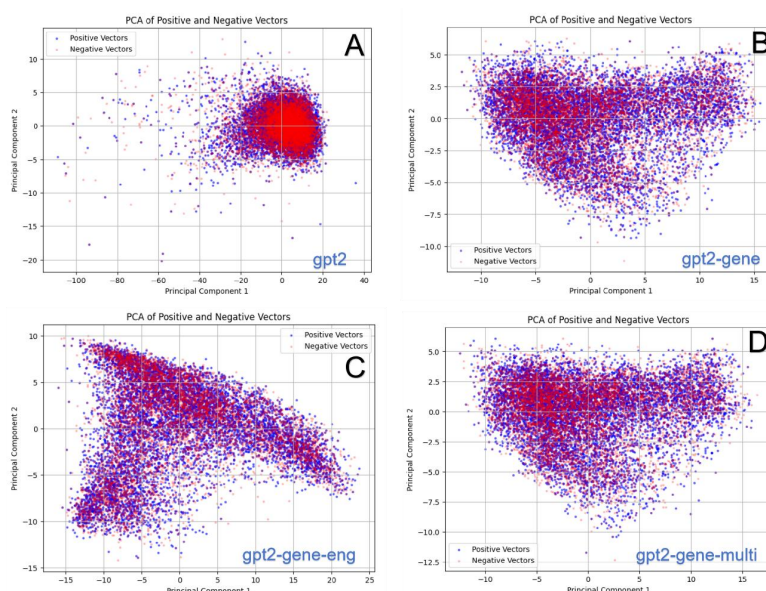 PCA of Positive and Negative Vectors
A
Positive Vectors
Negative Vectors
Principal Component 2
10
5
0
−5
−10
−15
−20
−100 −80 −60 −40 −20 0 20 40
Principal Component 1
gpt2
PCA of Positive and Negative Vectors
B
Principal Component 2
5.0
2.5
0.0
−2.5
−5.0
−7.5
−10.0
Positive Vectors
Negative Vectors
−10 −5 0 5 10 15
Principal Component 1
gpt2-gene
PCA of Positive and Negative Vectors
C
Positive Vectors
Negative Vectors
Principal Component 2
10
5
0
−5
−10
−15
−15 −10 −5 0 5 10 15 20 25
Principal Component 1
gpt2-gene-eng
PCA of Positive and Negative Vectors
D
Principal Component 2
5.0
2.5
0.0
−2.5
−5.0
−7.5
−10.0
−12.5
Positive Vectors
Negative Vectors
−10 −5 0 5 10 15
Principal Component 1
gpt2-gene-multi